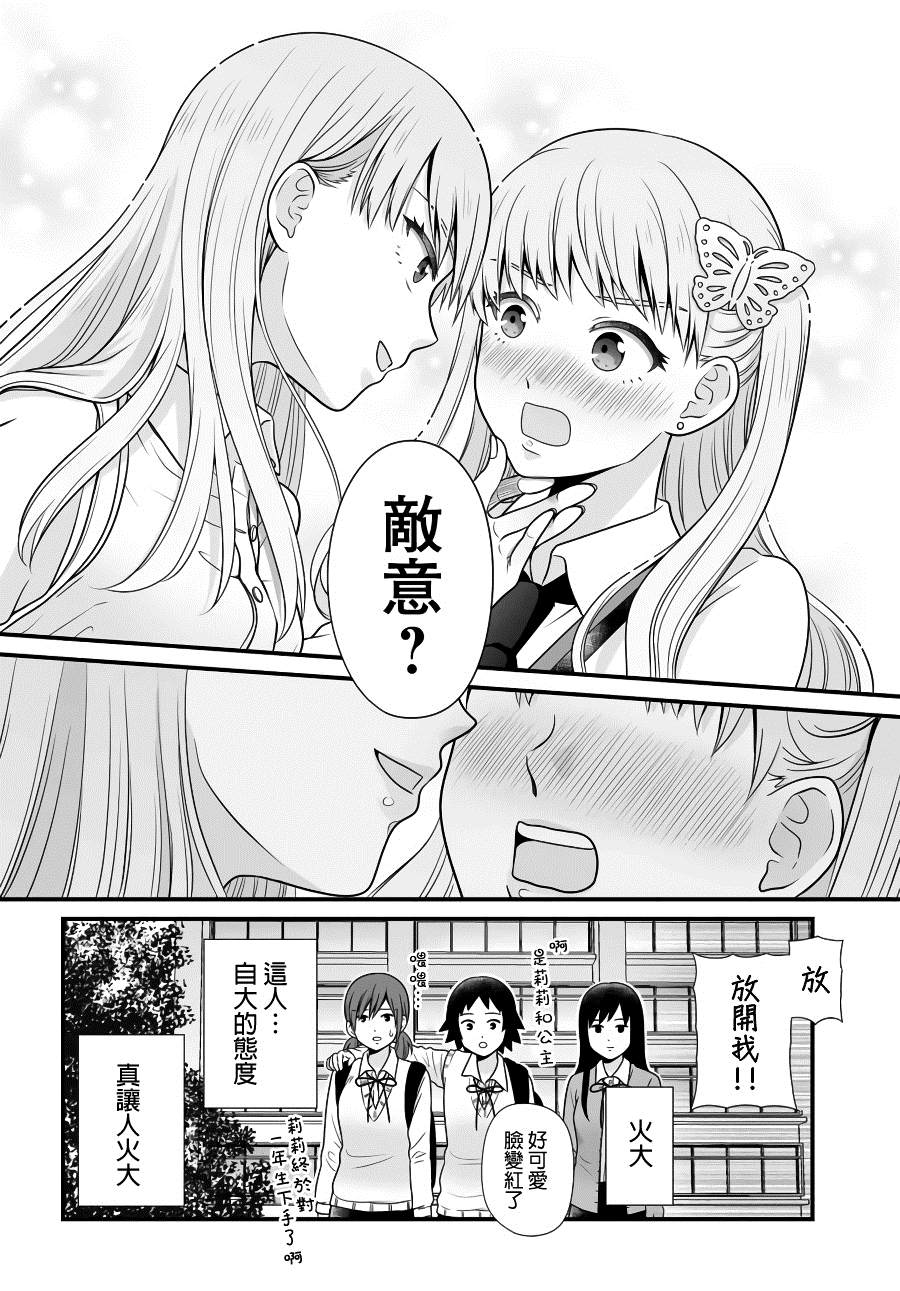 敵
意
？
放
放開我!!
火大
啊
是莉莉和公主
喂
喂…
好可愛
臉變紅了
這人…
自大的態度
莉莉終於對
一年生下手了啊
真讓人火大